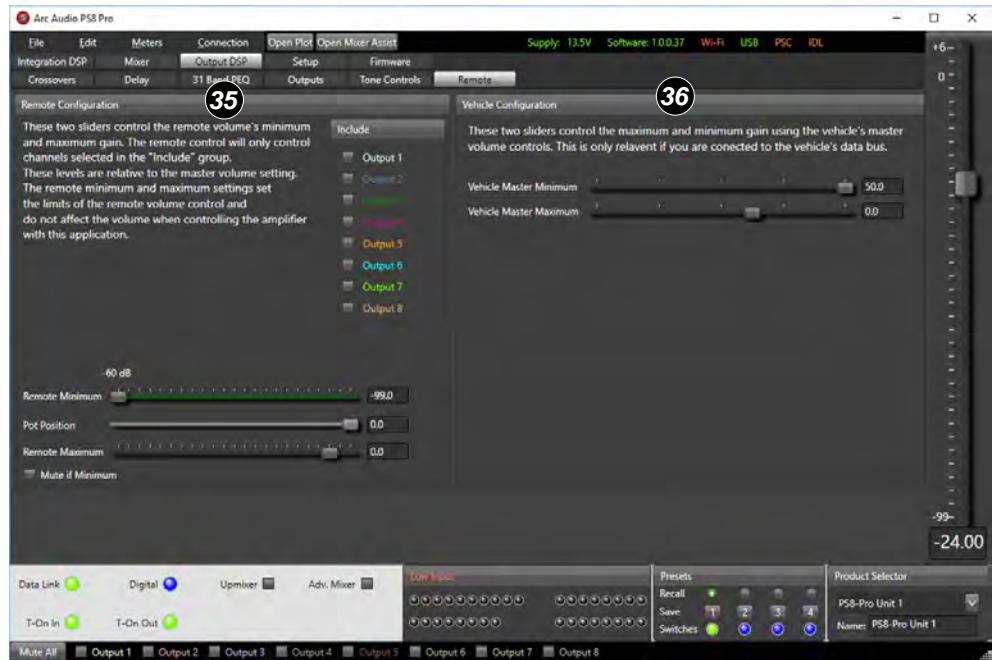 Arc Audio PS8 Pro
File Edit Meters Connection Open Plot Open Mixer Assist Supply: 13.5V Software: 1.0.0.37 Wi-Fi USB PSC IDL
Integration DSP Mixer Output DSP Setup Firmware
Crossovers Delay 31 Band PEQ Outputs Tone Controls Remote
35
36
Remote Configuration
These two sliders control the remote volume's minimum
and maximum gain. The remote control will only control
channels selected in the "Include" group.
These levels are relative to the master volume setting.
The remote minimum and maximum settings set
the limits of the remote volume control and
do not affect the volume when controlling the amplifier
with this application.
Include
Output 1
Output 2
Output 5
Output 6
Output 7
Output 8
-60 dB
Remote Minimum -99.0
Pot Position 0.0
Remote Maximum 0.0
Mute if Minimum
Vehicle Configuration
These two sliders control the maximum and minimum gain using the vehicle's master
volume controls. This is only relavent if you are conected to the vehicle's data bus.
Vehicle Master Minimum 50.0
Vehicle Master Maximum 0.0
+6
0
-99
-24.00
Data Link Digital Upmixer Adv. Mixer
T-On In T-On Out
Low Input
Presets
Recall
Save 1 2 3 4
Switches
Product Selector
PS8-Pro Unit 1
Name: PS8-Pro Unit 1
Mute All Output 1 Output 2 Output 3 Output 4 Output 5 Output 6 Output 7 Output 8